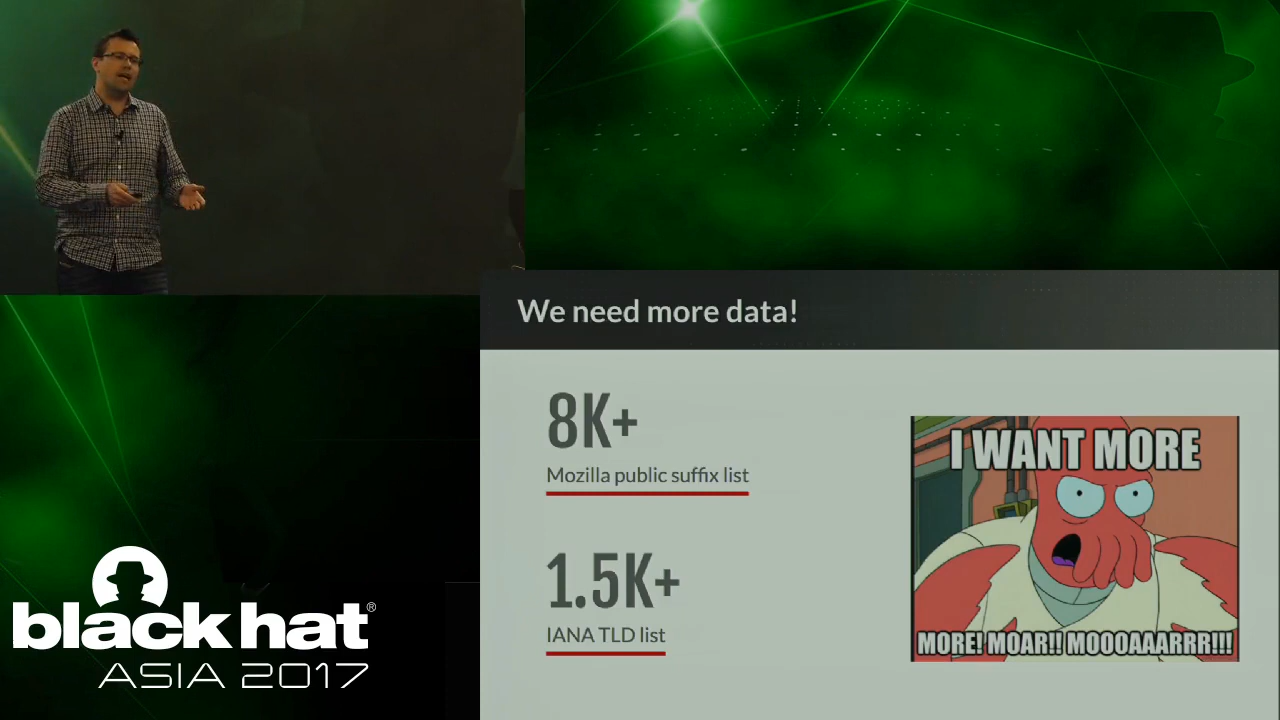 We need more data!
8K+
Mozilla public suffix list
1.5K+
IANA TLD list
I WANT MORE
MORE! MOAR!! MOOOAAARRR!!!
black hat®
ASIA 2017